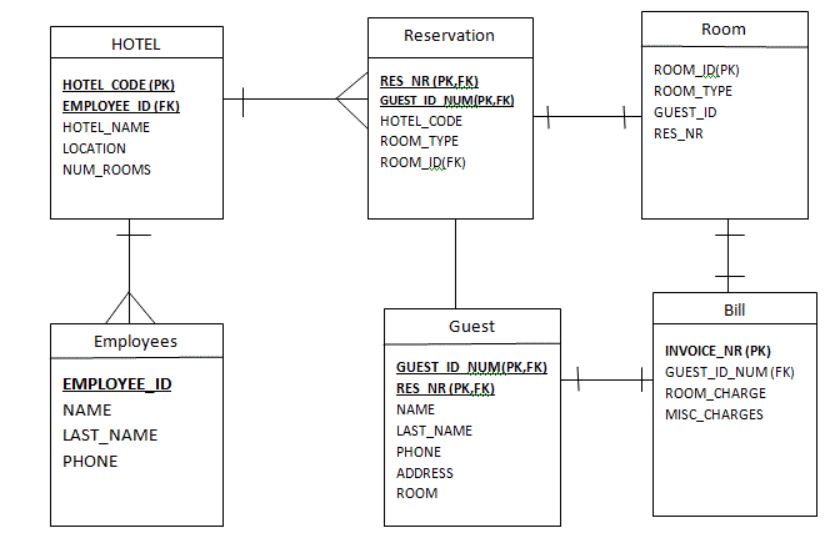 HOTEL
HOTEL_CODE (PK)
EMPLOYEE_ID (FK)
HOTEL_NAME
LOCATION
NUM_ROOMS
Reservation
RES_NR (PK,FK)
GUEST_ID_NUM(PK,FK)
HOTEL_CODE
ROOM_TYPE
ROOM_ID(FK)
Room
ROOM_ID(PK)
ROOM_TYPE
GUEST_ID
RES_NR
Employees
EMPLOYEE_ID
NAME
LAST_NAME
PHONE
Guest
GUEST_ID_NUM(PK,FK)
RES_NR (PK,FK)
NAME
LAST_NAME
PHONE
ADDRESS
ROOM
Bill
INVOICE_NR (PK)
GUEST_ID_NUM (FK)
ROOM_CHARGE
MISC_CHARGES